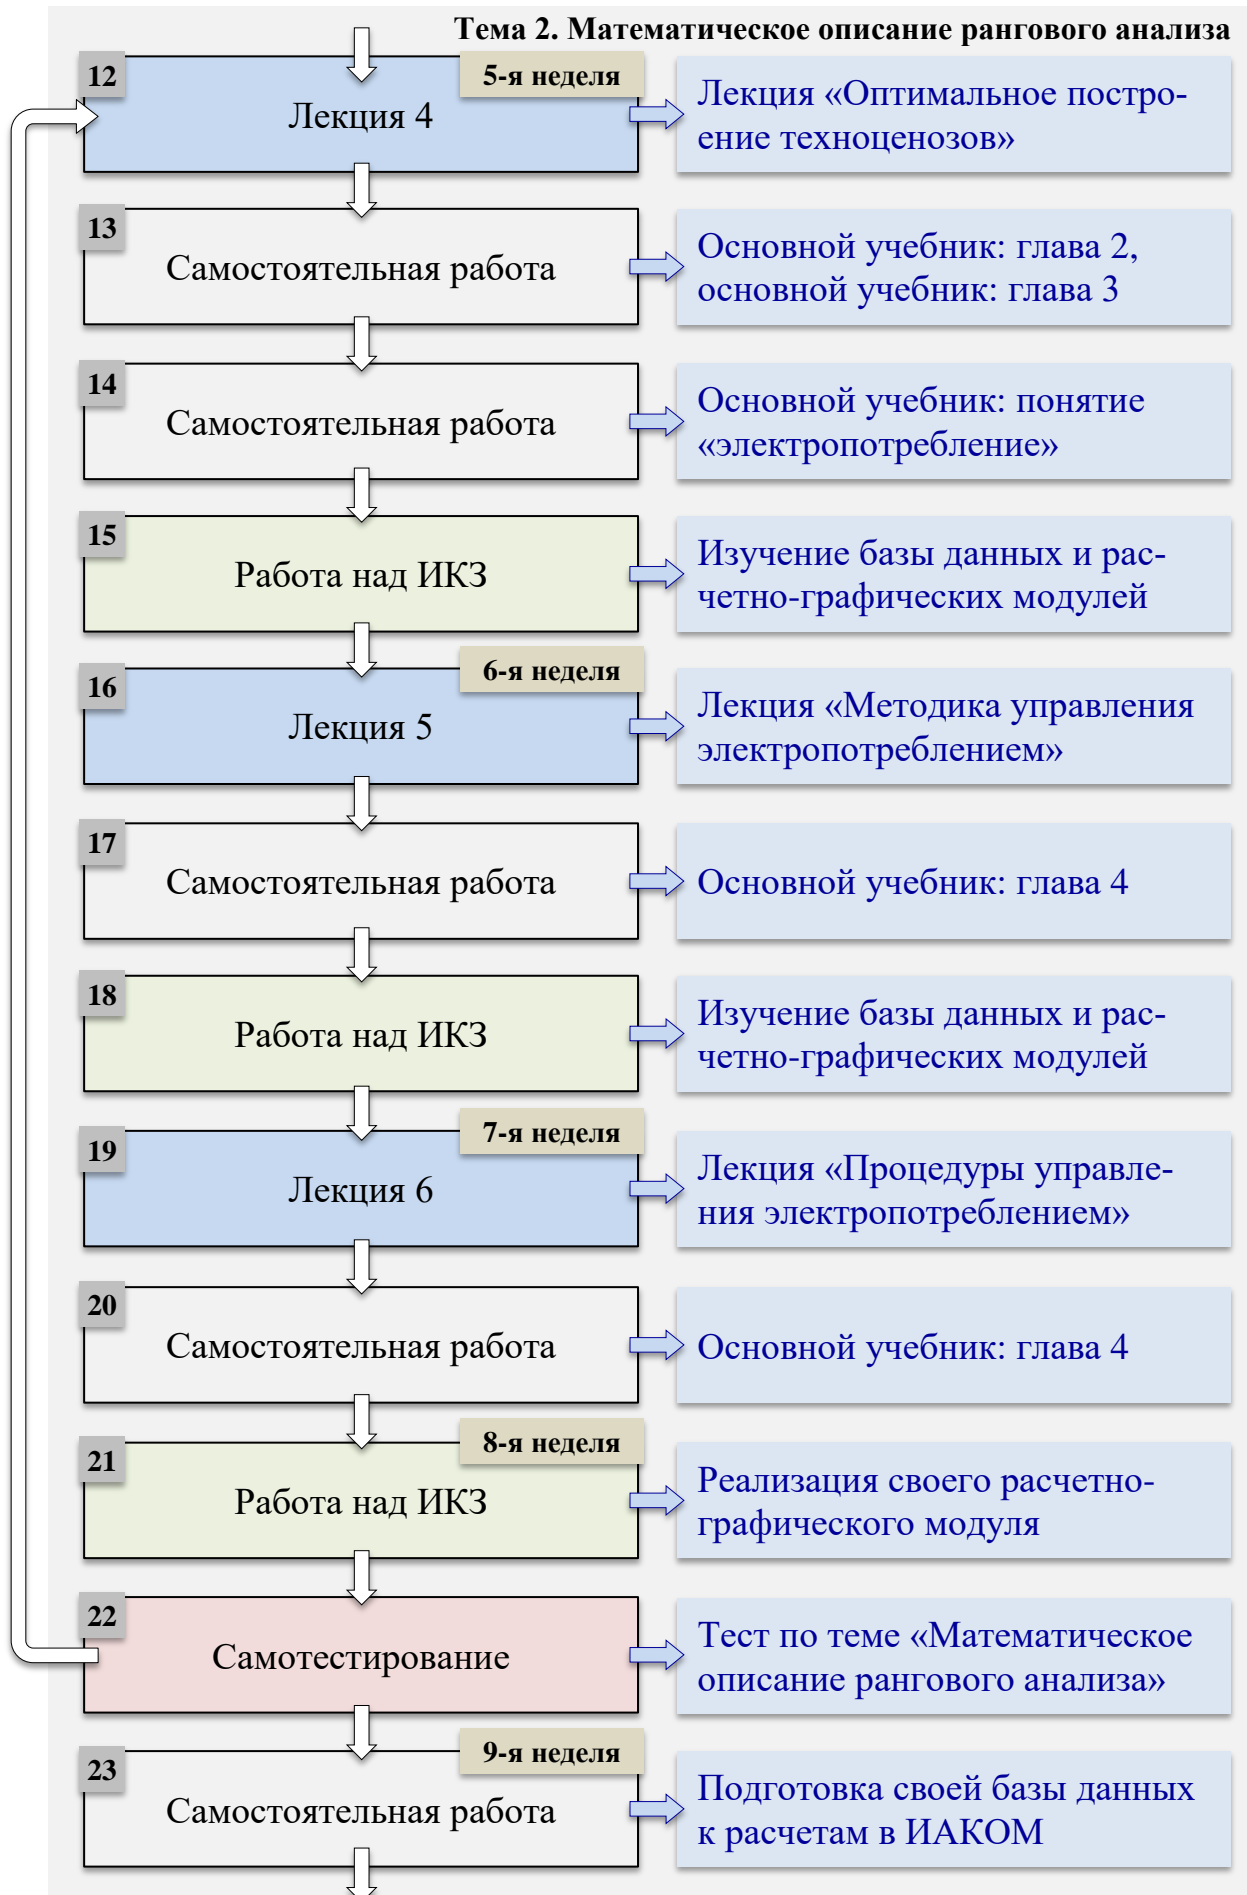 Тема 2. Математическое описание рангового анализа
12
5-я неделя
Лекция 4
Лекция «Оптимальное постро-
ение техноценозов»
13
Самостоятельная работа
Основной учебник: глава 2,
основной учебник: глава 3
14
Самостоятельная работа
Основной учебник: понятие
«электропотребление»
15
Работа над ИКЗ
Изучение базы данных и рас-
четно-графических модулей
16
6-я неделя
Лекция 5
Лекция «Методика управления
электропотреблением»
17
Самостоятельная работа
Основной учебник: глава 4
18
Работа над ИКЗ
Изучение базы данных и рас-
четно-графических модулей
19
7-я неделя
Лекция 6
Лекция «Процедуры управле-
ния электропотреблением»
20
Самостоятельная работа
Основной учебник: глава 4
21
8-я неделя
Работа над ИКЗ
Реализация своего расчетно-
графического модуля
22
Самотестирование
Тест по теме «Математическое
описание рангового анализа»
23
9-я неделя
Самостоятельная работа
Подготовка своей базы данных
к расчетам в ИАКОМ